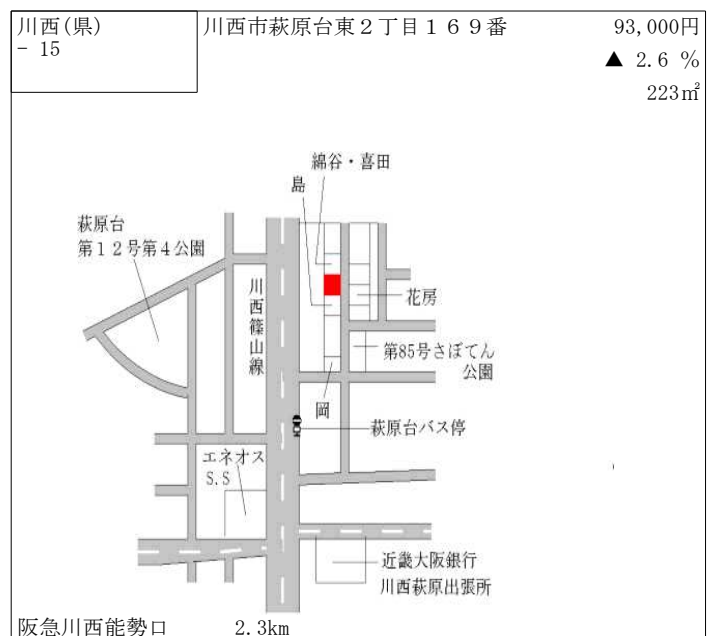 川西(県)
- 15
川西市萩原台東２丁目１６９番
93,000円
▲ 2.6 %
223㎡
綿谷・喜田
島
萩原台
第１２号第４公園
川西篠山線
花房
第85号さぼてん
公園
岡
萩原台バス停
エネオス
S.S
近畿大阪銀行
川西萩原出張所
阪急川西能勢口 2.3km